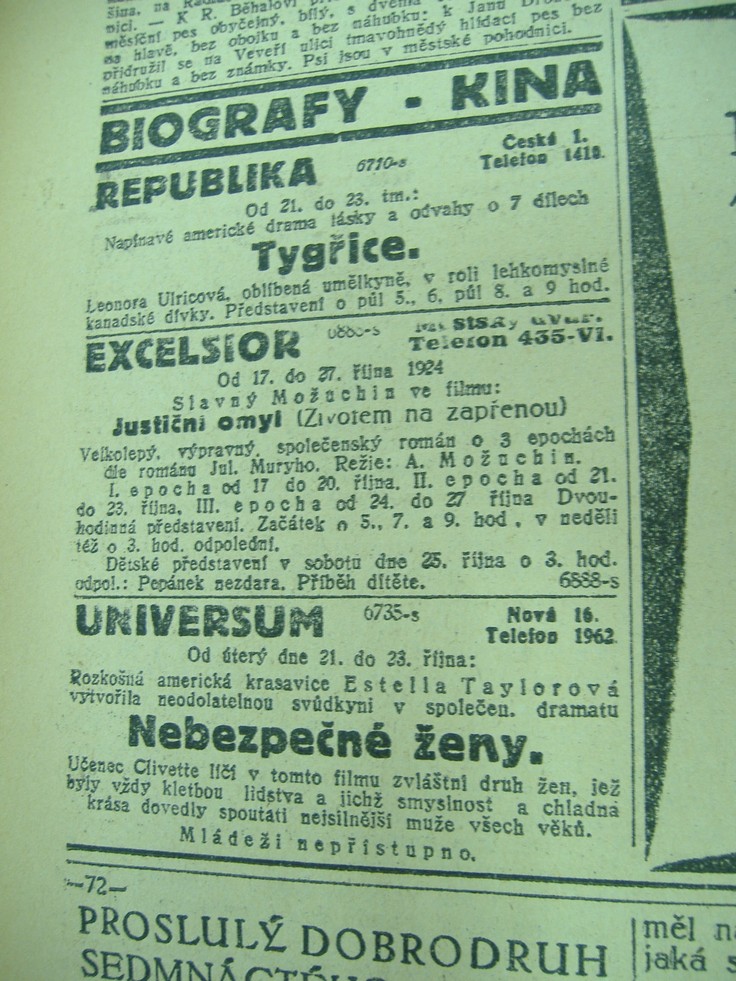 nici. — K R. Běhalovi
měsíční pes obyčejný, bílý, s dvěma
na hlavě, bez obojku a bez náhubku; k Janu
přidružil se na Veveří ulici tmavohnědý hlídací pes bez
náhubku a bez známky. Psi jsou v městské pohodnici.
BIOGRAFY · KINA
REPUBLIKA 6710-s Česká 1.
Telefon 1418.
Od 21. do 23. tm.:
Napínavé americké drama lásky a odvahy o 7 dílech
Tygřice.
Leonora Ulricová, oblíbená umělkyně, v roli lehkomyslné
kanadské dívky. Představení o půl 5., 6, půl 8. a 9 hod.
EXCELSIOR
Telefon 435-VI.
Od 17. do 27. října 1924
Slavný Možuchin ve filmu:
Justiční omyl (Životem na zapřenou)
Velkolepý, výpravný, společenský román o 3 epochách
dle románu Jul. Muryho. Režie: A. Možuchin.
I. epocha od 17 do 20. října, II. epocha od 21.
do 23. října, III. epocha od 24. do 27 října Dvou-
hodinná představení. Začátek o 5., 7. a 9. hod., v neděli
též o 3. hod. odpolední.
Dětské představení v sobotu dne 25. října o 3. hod.
odpol.: Pepánek nezdara, Příběh dítěte. 6888-s
UNIVERSUM 6735-s Nová 16.
Telefon 1962
Od úterý dne 21. do 23. října:
Rozkošná americká krasavice Estella Taylorová
vytvořila neodolatelnou svůdkyni v společen. dramatu
Nebezpečné ženy.
Učenec Clivette líčí v tomto filmu zvláštní druh žen, jež
byly vždy kletbou lidstva a jichž smyslnost a chladná
krása dovedly spoutati nejsilnější muže všech věků.
Mládeži nepřístupno.
—72—
PROSLULÝ DOBRODRUH
SEDMNÁCTÉHO
měl
jaká